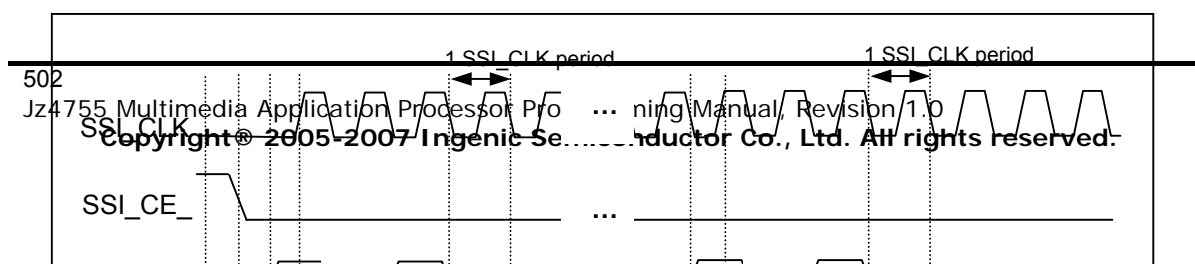 1 SSI_CLK period 1 SSI_CLK period
502
Jz4755 Multimedia Application Processor Pro ... ning Manual, Revision 1.0
SSI_CLK
Copyright® 2005-2007 Ingenic Se...nductor Co., Ltd. All rights reserved.
SSI_CE_ ...